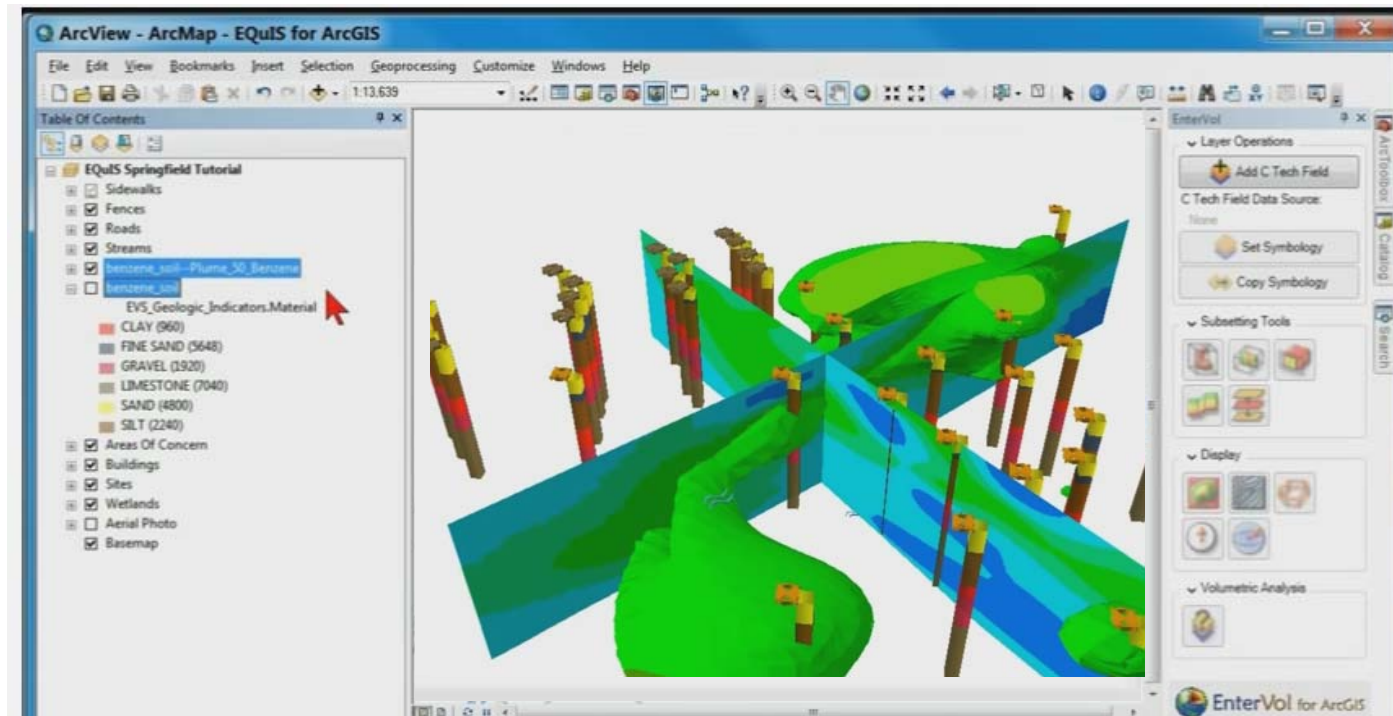 ArcView - ArcMap - EQuIS for ArcGIS
File Edit View Bookmarks Insert Selection Geoprocessing Customize Windows Help
1:13,639
Table Of Contents
EQuIS Springfield Tutorial
Sidewalks
Fences
Roads
Streams
benzene_soil--Plume_50_Benzene
benzene_soil
EVS_Geologic_Indicators.Material
CLAY (960)
FINE SAND (5648)
GRAVEL (1920)
LIMESTONE (7040)
SAND (4800)
SILT (2240)
Areas Of Concern
Buildings
Sites
Wetlands
Aerial Photo
Basemap
EnterVol
Layer Operations
Add C Tech Field
C Tech Field Data Source:
None
Set Symbology
Copy Symbology
Subsetting Tools
Display
Volumetric Analysis
EnterVol for ArcGIS
ArcToolbox
Catalog
Search